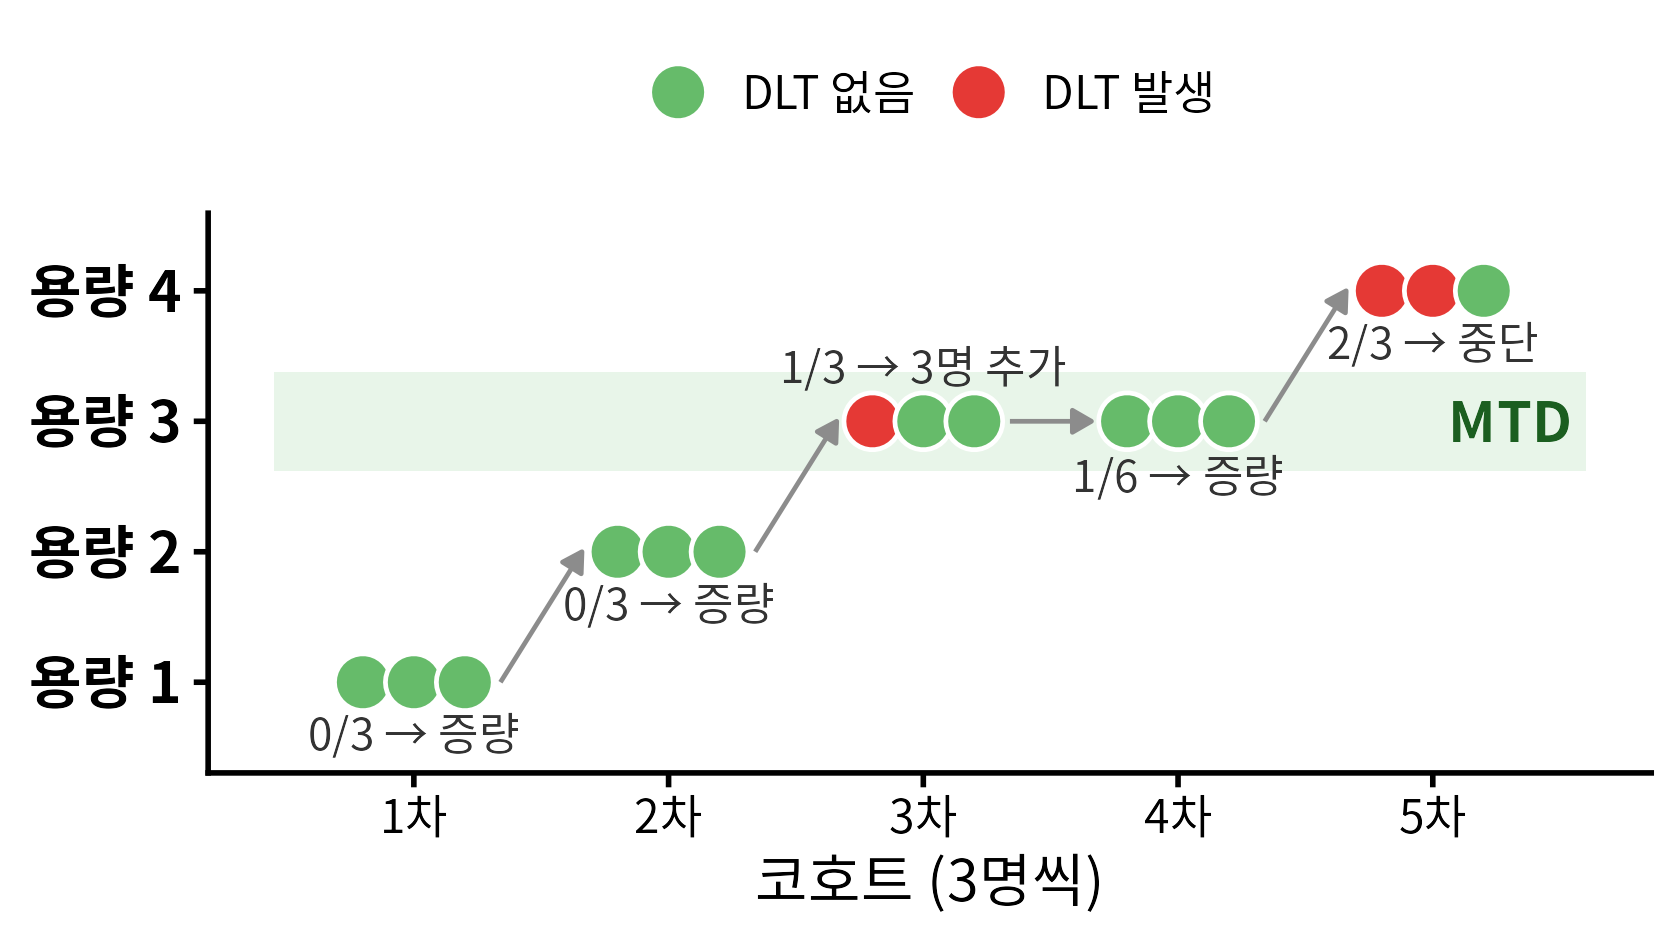 DLT 없음
DLT 발생
용량 4
2/3 → 중단
1/3 → 3명 추가
용량 3
MTD
1/6 → 증량
용량 2
0/3 → 증량
용량 1
0/3 → 증량
1차
2차
3차
4차
5차
코호트 (3명씩)